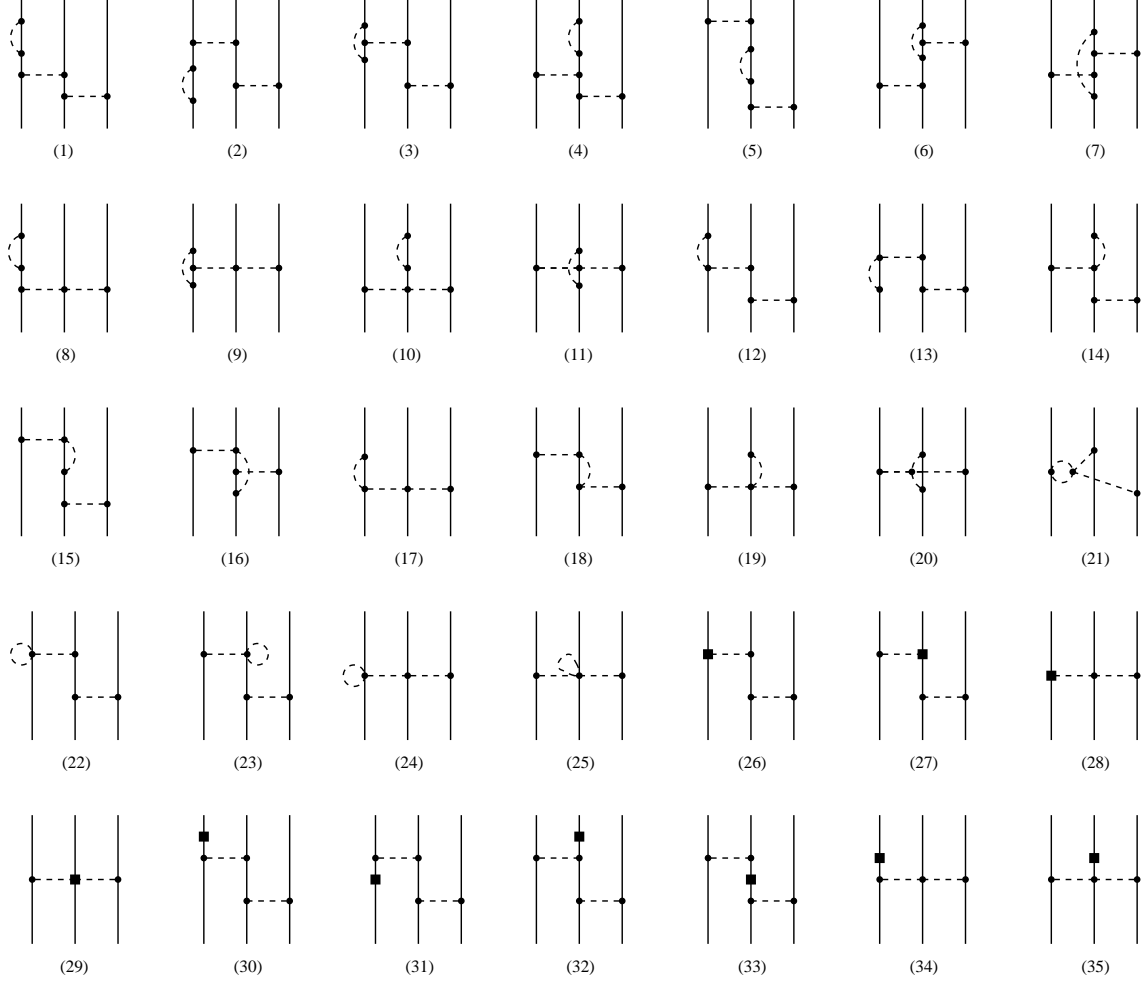 (1) (2) (3) (4) (5) (6) (7)
(8) (9) (10) (11) (12) (13) (14)
(15) (16) (17) (18) (19) (20) (21)
(22) (23) (24) (25) (26) (27) (28)
(29) (30) (31) (32) (33) (34) (35)